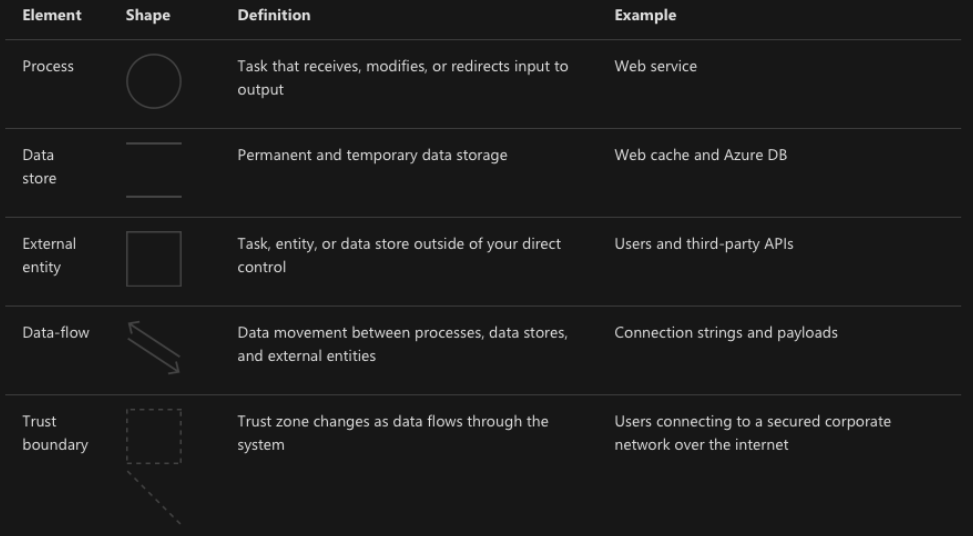 Element Shape Definition Example
Process Task that receives, modifies, or redirects input to Web service
output
Data Permanent and temporary data storage Web cache and Azure DB
store
External Task, entity, or data store outside of your direct Users and third-party APIs
entity control
Data-flow Data movement between processes, data stores, Connection strings and payloads
and external entities
Trust Trust zone changes as data flows through the Users connecting to a secured corporate
boundary system network over the internet